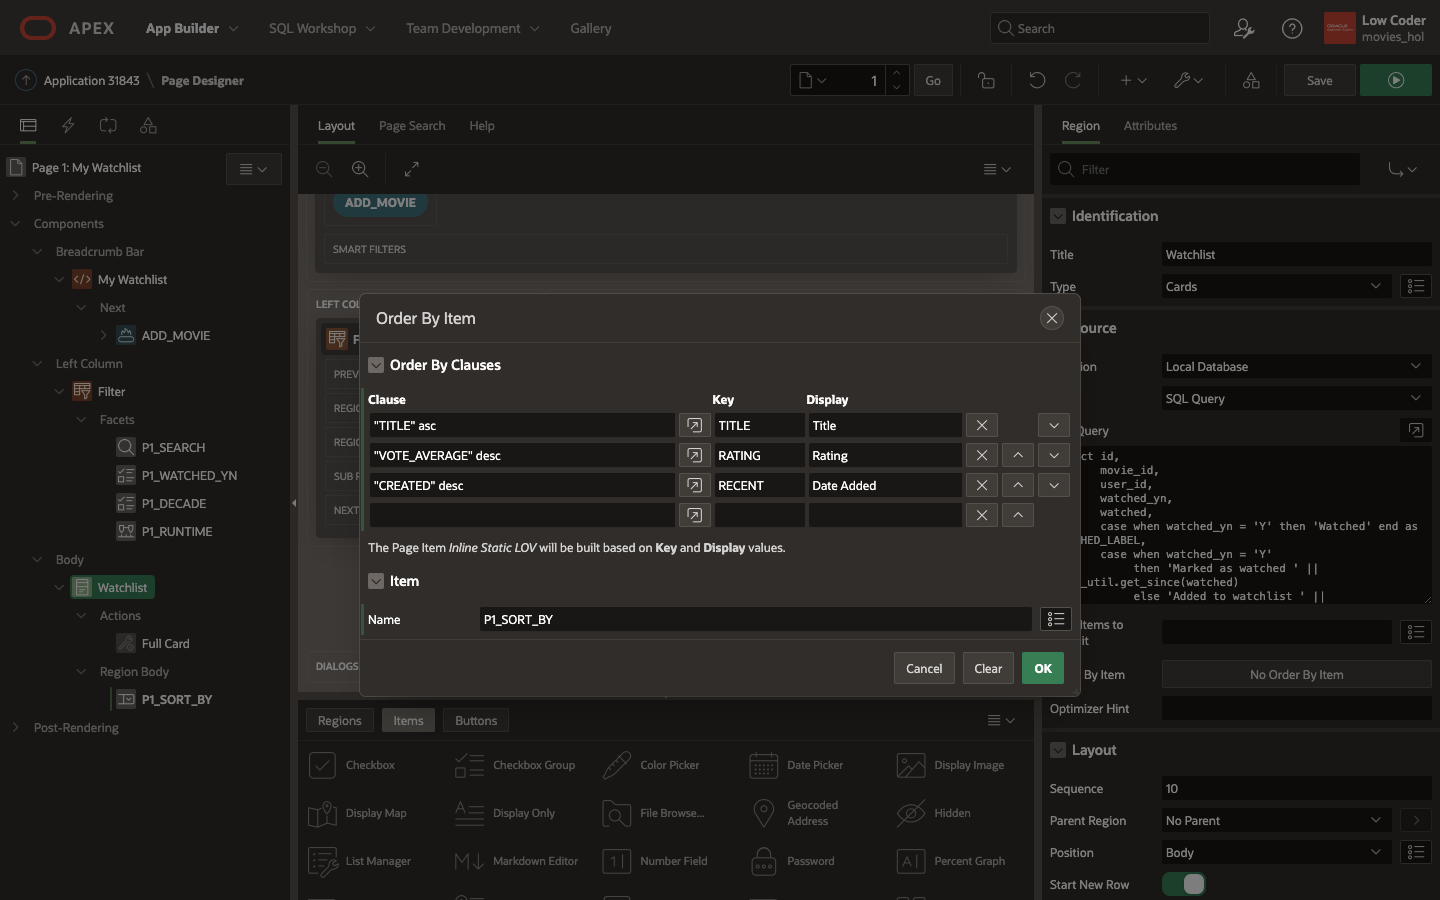 APEX
App Builder
SQL Workshop
Team Development
Gallery
Search
Low Coder
movies_hol
Application 31843 \ Page Designer
1
Go
Save
Layout
Page Search
Help
Region
Attributes
Page 1: My Watchlist
Pre-Rendering
Components
Breadcrumb Bar
My Watchlist
Next
ADD_MOVIE
Left Column
Filter
Facets
P1_SEARCH
P1_WATCHED_YN
P1_DECADE
P1_RUNTIME
Body
Watchlist
Actions
Full Card
Region Body
P1_SORT_BY
Post-Rendering
ADD_MOVIE
SMART FILTERS
LEFT COL
F
PREV
REGIO
REGIO
SUB R
NEXT
DIALOGS
Order By Item
Order By Clauses
Clause Key Display
"TITLE" asc TITLE Title
"VOTE_AVERAGE" desc RATING Rating
"CREATED" desc RECENT Date Added
The Page Item Inline Static LOV will be built based on Key and Display values.
Item
Name P1_SORT_BY
Cancel
Clear
OK
Regions
Items
Buttons
Checkbox
Checkbox Group
Color Picker
Date Picker
Display Image
Display Map
Display Only
File Browse...
Geocoded
Address
Hidden
List Manager
Markdown Editor
Number Field
Password
Percent Graph
Filter
Identification
Title Watchlist
Type Cards
ource
ion Local Database
SQL Query
Query
ct id,
movie_id,
user_id,
watched_yn,
watched,
case when watched_yn = 'Y' then 'Watched' end as
HED_LABEL,
case when watched_yn = 'Y'
then 'Marked as watched ' ||
_util.get_since(watched)
else 'Added to watchlist ' ||
Items to
it
By Item No Order By Item
Optimizer Hint
Layout
Sequence 10
Parent Region No Parent
Position Body
Start New Row